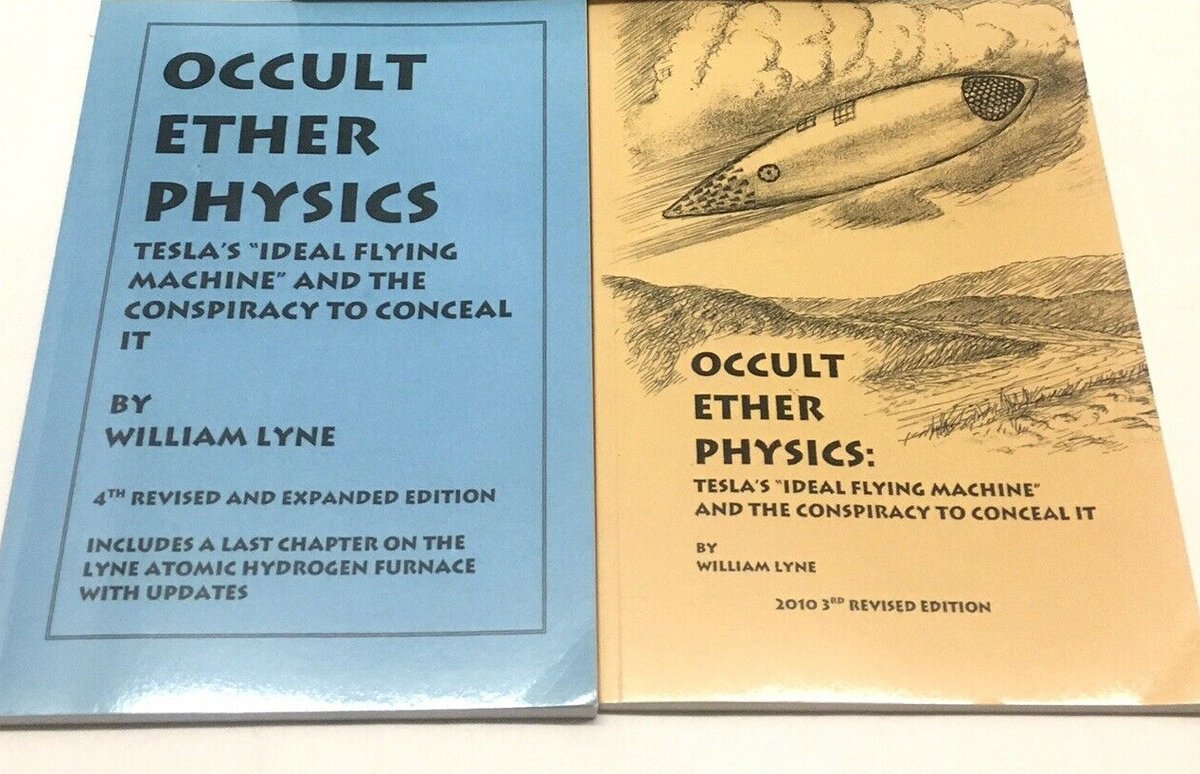 OCCULT
ETHER
PHYSICS
TESLA'S "IDEAL FLYING
MACHINE" AND THE
CONSPIRACY TO CONCEAL
IT
BY
WILLIAM LYNE
4TH REVISED AND EXPANDED EDITION
INCLUDES A LAST CHAPTER ON THE
LYNE ATOMIC HYDROGEN FURNACE
WITH UPDATES
OCCULT
ETHER
PHYSICS:
TESLA'S "IDEAL FLYING MACHINE"
AND THE CONSPIRACY TO CONCEAL IT
BY
WILLIAM LYNE
2010 3RD REVISED EDITION